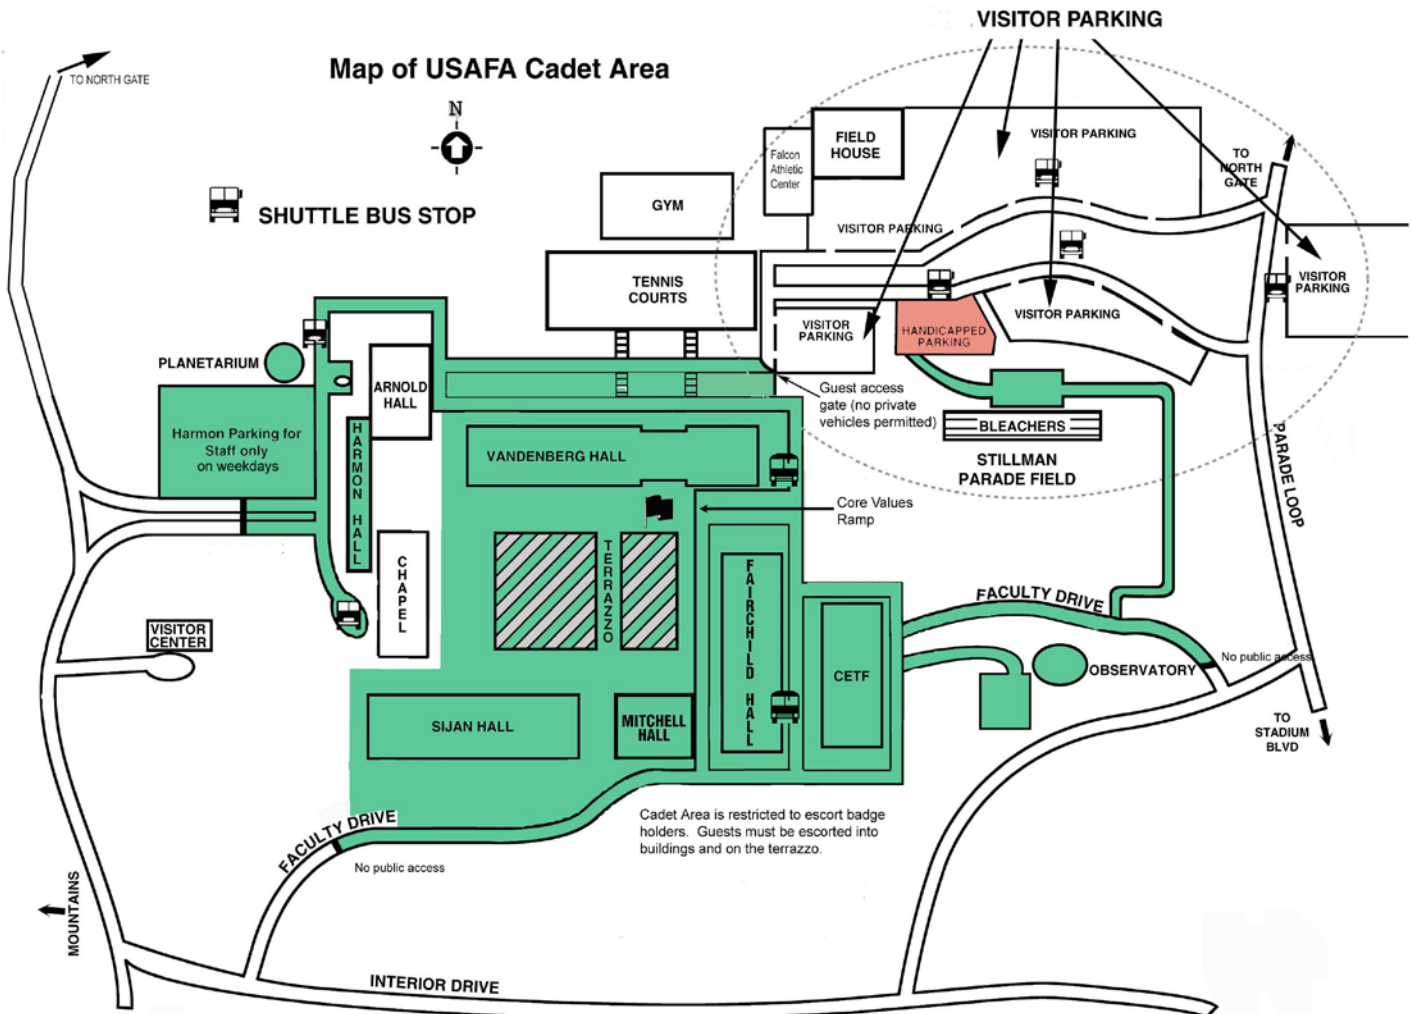 VISITOR PARKING
Map of USAFA Cadet Area
TO NORTH GATE
N
SHUTTLE BUS STOP
FIELD
HOUSE
Falcon
Athletic
Center
VISITOR PARKING
TO
NORTH
GATE
GYM
VISITOR PARKING
TENNIS
COURTS
VISITOR
PARKING
VISITOR PARKING
VISITOR
PARKING
HANDICAPPED
PARKING
PLANETARIUM
ARNOLD
HALL
Guest access
gate (no private
vehicles permitted)
Harmon Parking for
Staff only
on weekdays
HARMON HALL
VANDENBERG HALL
BLEACHERS
STILLMAN
PARADE FIELD
PARADE LOOP
Core Values
Ramp
CHAPEL
TERRAZZO
FAIRCHILD HALL
FACULTY DRIVE
VISITOR
CENTER
CETF
OBSERVATORY
No public access
SIJAN HALL
MITCHELL
HALL
TO
STADIUM
BLVD
FACULTY DRIVE
No public access
Cadet Area is restricted to escort badge
holders. Guests must be escorted into
buildings and on the terrazzo.
MOUNTAINS
INTERIOR DRIVE